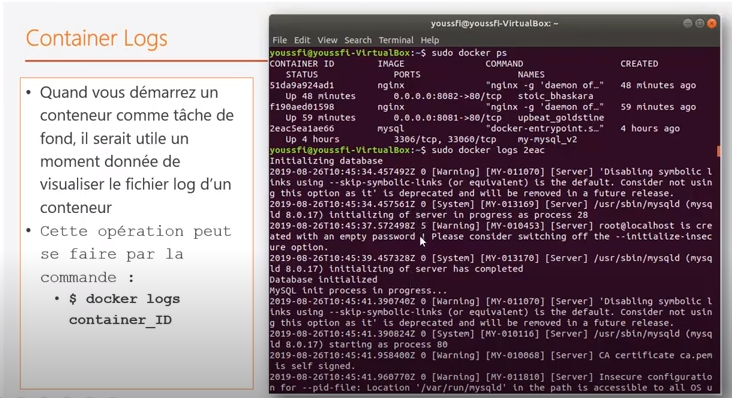 Container Logs
• Quand vous démarrez un
conteneur comme tâche de
fond, il serait utile un
moment donnée de
visualiser le fichier log d'un
conteneur
• Cette opération peut
se faire par la
commande :
• $ docker logs
container_ID
youssfi@youssfi-VirtualBox: ~
File Edit View Search Terminal Help
youssfi@youssfi-VirtualBox:~$ sudo docker ps
CONTAINER ID IMAGE COMMAND CREATED
STATUS PORTS NAMES
51da9a924ad1 nginx "nginx -g 'daemon of…" 48 minutes ago
Up 48 minutes 0.0.0.0:8082->80/tcp stoic_bhaskara
f190aed01598 nginx "nginx -g 'daemon of…" 59 minutes ago
Up 59 minutes 0.0.0.0:8081->80/tcp upbeat_goldstine
2eac5ea1ae66 mysql "docker-entrypoint.s…" 4 hours ago
Up 4 hours 3306/tcp, 33060/tcp my-mysql_v2
youssfi@youssfi-VirtualBox:~$ sudo docker logs 2eac
Initializing database
2019-08-26T10:45:34.457492Z 0 [Warning] [MY-011070] [Server] 'Disabling symbolic l
inks using --skip-symbolic-links (or equivalent) is the default. Consider not usin
g this option as it' is deprecated and will be removed in a future release.
2019-08-26T10:45:34.457561Z 0 [System] [MY-013169] [Server] /usr/sbin/mysqld (mysq
ld 8.0.17) initializing of server in progress as process 28
2019-08-26T10:45:37.572498Z 5 [Warning] [MY-010453] [Server] root@localhost is cre
ated with an empty password ! Please consider switching off the --initialize-insec
ure option.
2019-08-26T10:45:39.457328Z 0 [System] [MY-013170] [Server] /usr/sbin/mysqld (mysq
ld 8.0.17) initializing of server has completed
Database initialized
MySQL init process in progress...
2019-08-26T10:45:41.390740Z 0 [Warning] [MY-011070] [Server] 'Disabling symbolic l
inks using --skip-symbolic-links (or equivalent) is the default. Consider not usin
g this option as it' is deprecated and will be removed in a future release.
2019-08-26T10:45:41.390824Z 0 [System] [MY-010116] [Server] /usr/sbin/mysqld (mysq
ld 8.0.17) starting as process 80
2019-08-26T10:45:41.958400Z 0 [Warning] [MY-010068] [Server] CA certificate ca.pem
is self signed.
2019-08-26T10:45:41.960770Z 0 [Warning] [MY-011810] [Server] Insecure configuratio
n for --pid-file: Location '/var/run/mysqld' in the path is accessible to all OS u